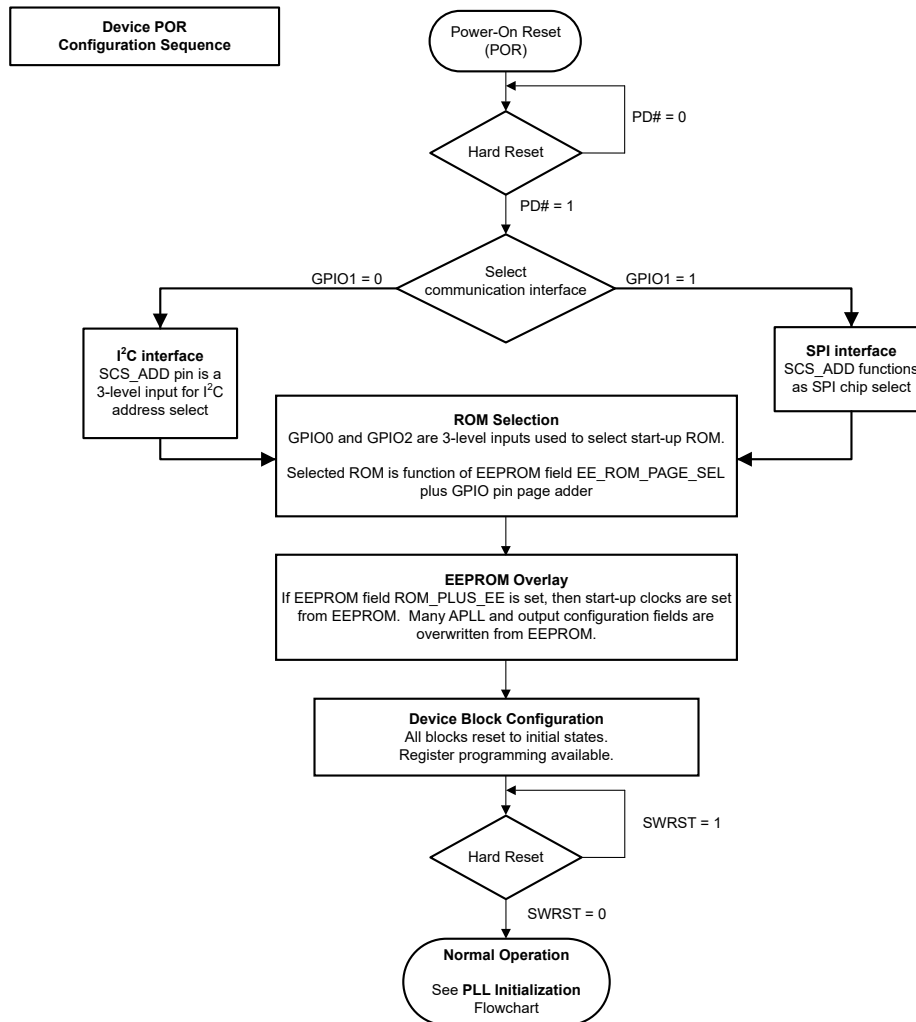 Device POR
Configuration Sequence
Power-On Reset
(POR)
PD# = 0
Hard Reset
PD# = 1
Select
communication interface
GPIO1 = 0
GPIO1 = 1
I²C interface
SCS_ADD pin is a
3-level input for I²C
address select
SPI interface
SCS_ADD functions
as SPI chip select
ROM Selection
GPIO0 and GPIO2 are 3-level inputs used to select start-up ROM.
Selected ROM is function of EEPROM field EE_ROM_PAGE_SEL
plus GPIO pin page adder
EEPROM Overlay
If EEPROM field ROM_PLUS_EE is set, then start-up clocks are set
from EEPROM.  Many APLL and output configuration fields are
overwritten from EEPROM.
Device Block Configuration
All blocks reset to initial states.
Register programming available.
SWRST = 1
Hard Reset
SWRST = 0
Normal Operation
See PLL Initialization
Flowchart